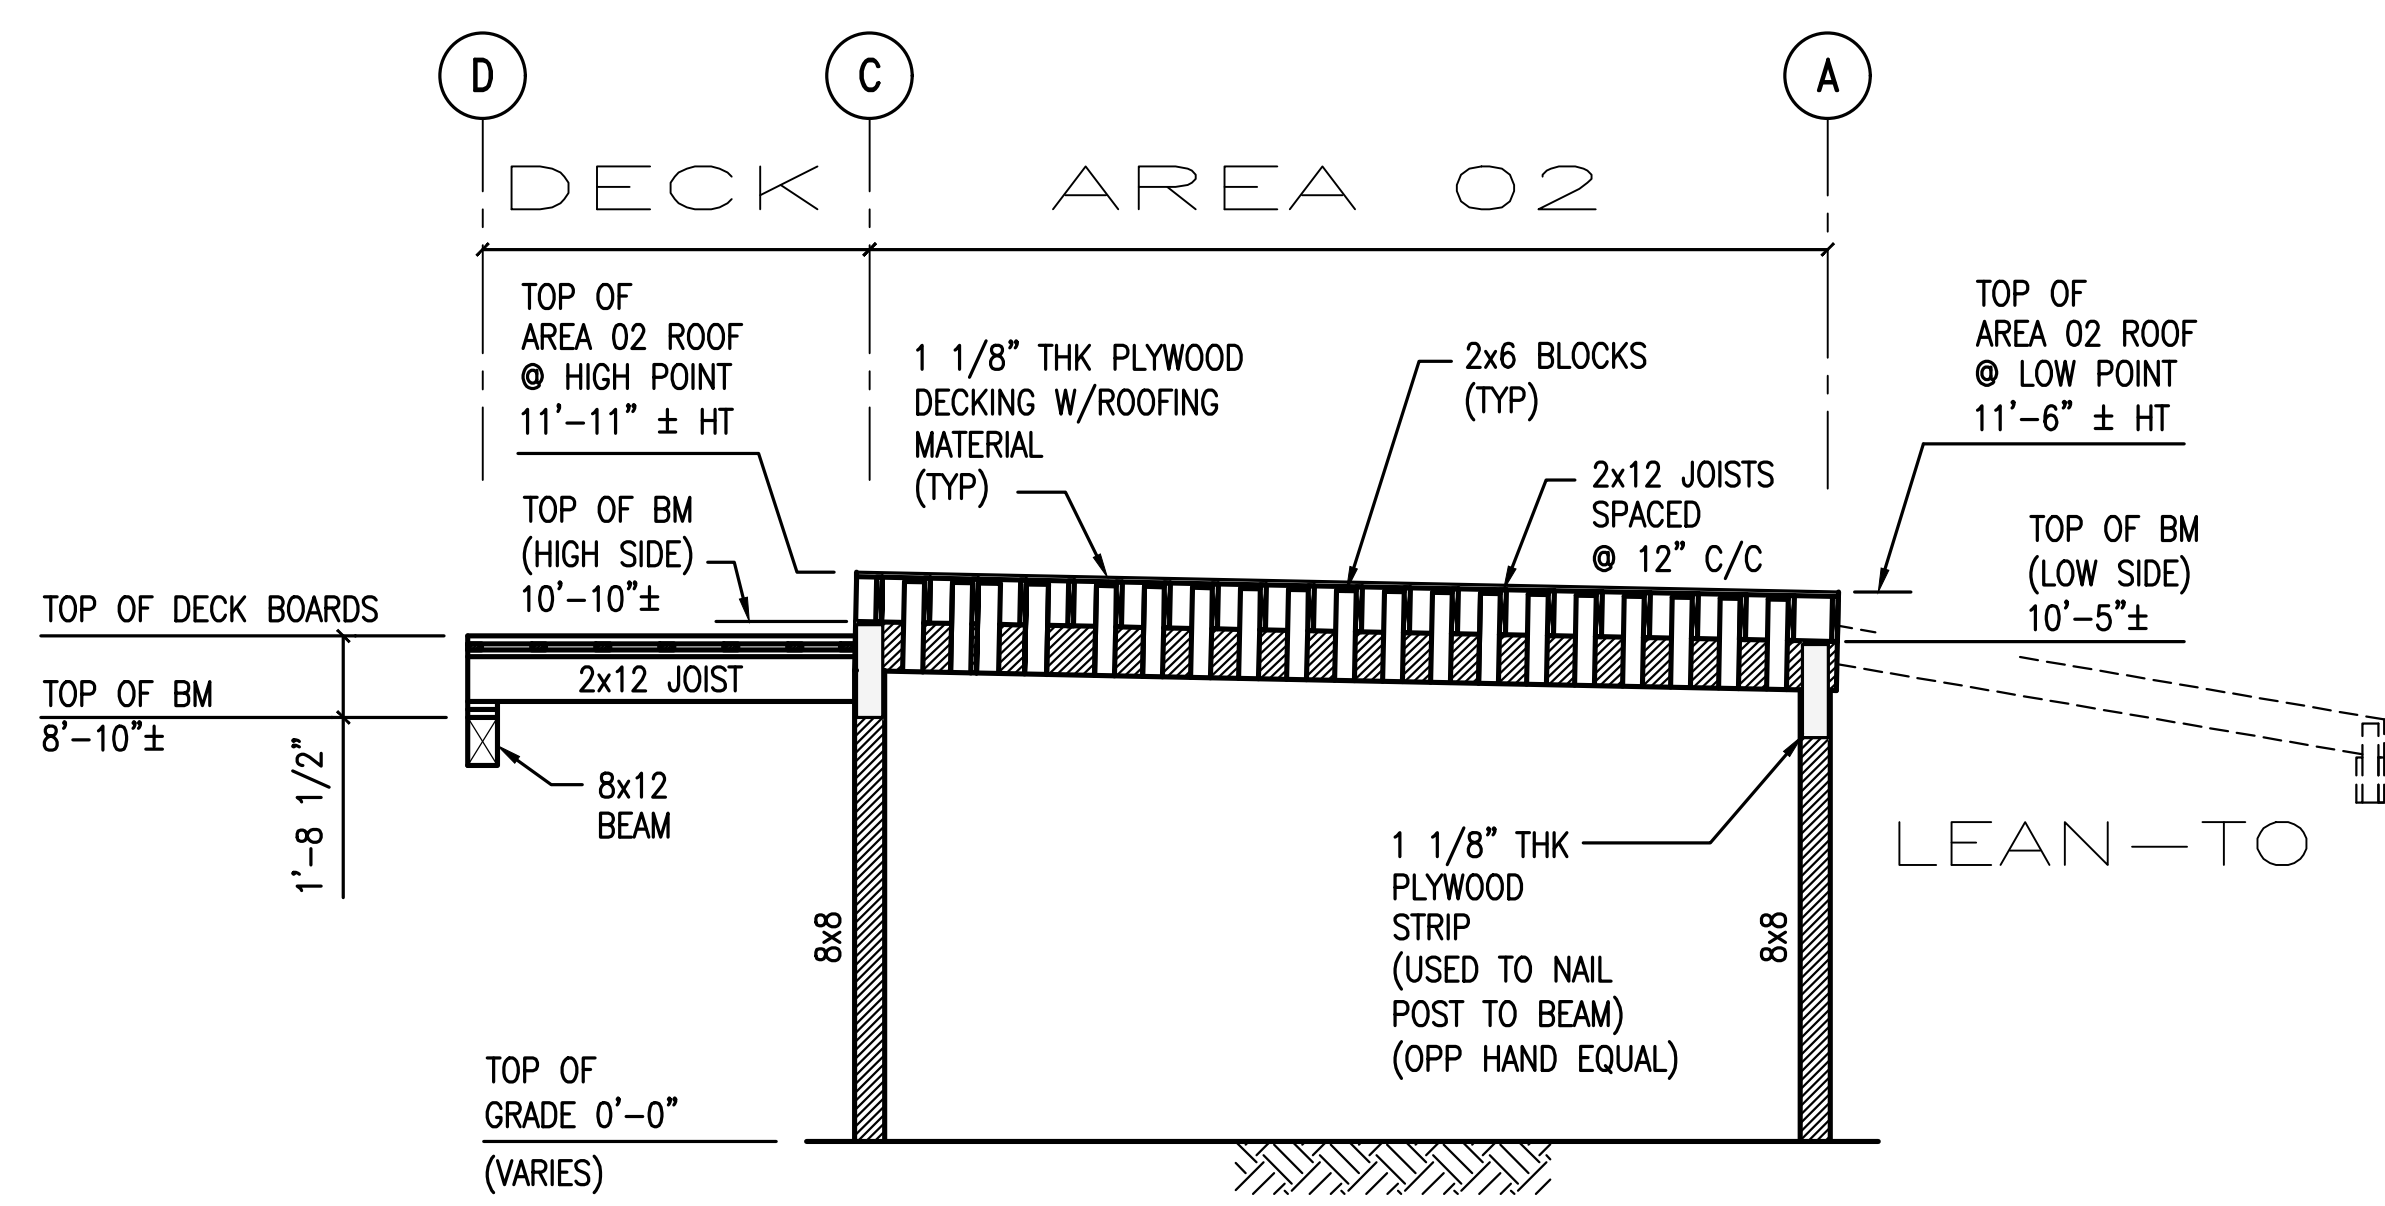 D
C
A
DECK
AREA 02
TOP OF
AREA 02 ROOF
@ HIGH POINT
11'-11" ± HT
1 1/8" THK PLYWOOD
DECKING W/ROOFING
MATERIAL
(TYP)
2x6 BLOCKS
(TYP)
2x12 JOISTS
SPACED
@ 12" C/C
TOP OF
AREA 02 ROOF
@ LOW POINT
11'-6" ± HT
TOP OF BM
(HIGH SIDE)
10'-10"±
TOP OF BM
(LOW SIDE)
10'-5"±
TOP OF DECK BOARDS
TOP OF BM
8'-10"±
1'-8 1/2"
2x12 JOIST
8x12
BEAM
8x8
1 1/8" THK
PLYWOOD
STRIP
(USED TO NAIL
POST TO BEAM)
(OPP HAND EQUAL)
8x8
LEAN-TO
TOP OF
GRADE 0'-0"
(VARIES)